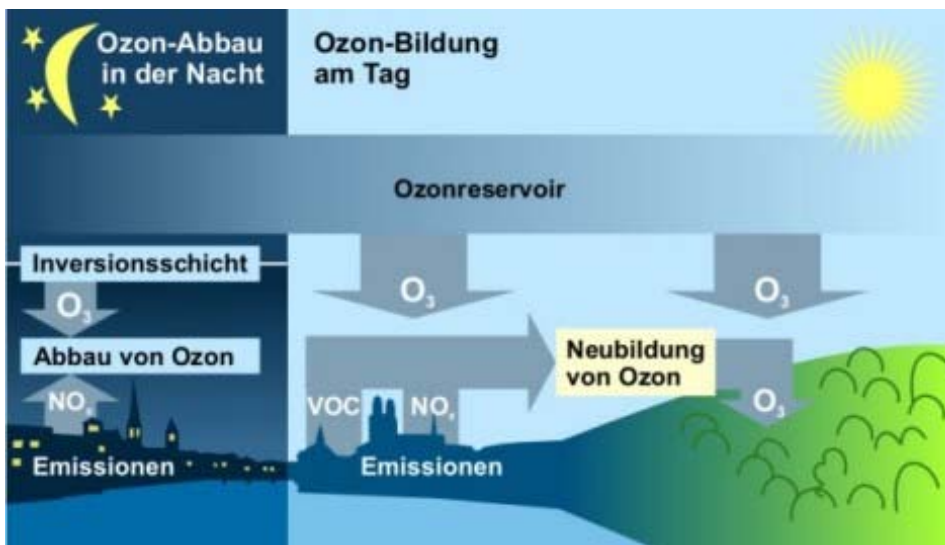 Ozon-Abbau
in der Nacht
Ozon-Bildung
am Tag
Ozonreservoir
Inversionsschicht
O₃
Abbau von Ozon
NOₓ
Emissionen
O₃
O₃
VOC
NOₓ
Emissionen
Neubildung
von Ozon
O₃